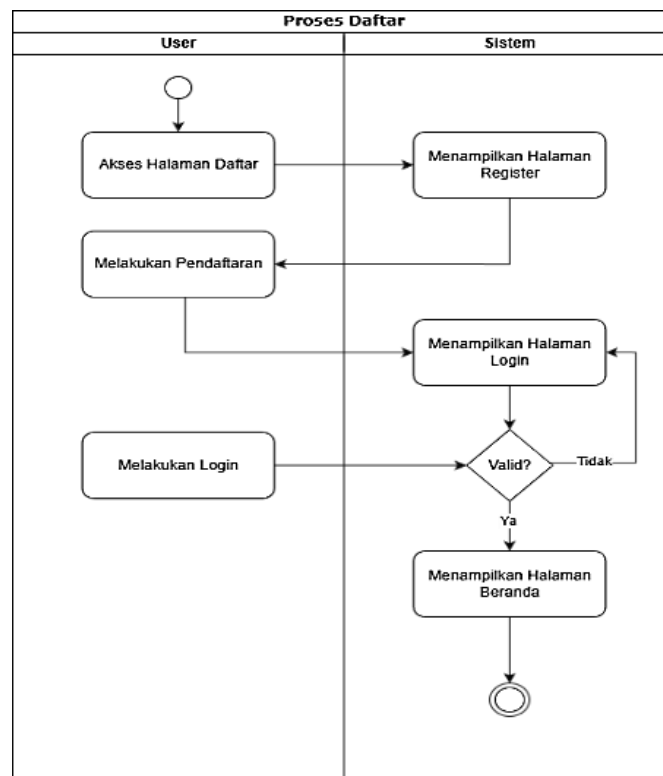 Proses Daftar
User
Sistem
Akses Halaman Daftar
Menampilkan Halaman
Register
Melakukan Pendaftaran
Menampilkan Halaman
Login
Melakukan Login
Valid?
Tidak
Ya
Menampilkan Halaman
Beranda